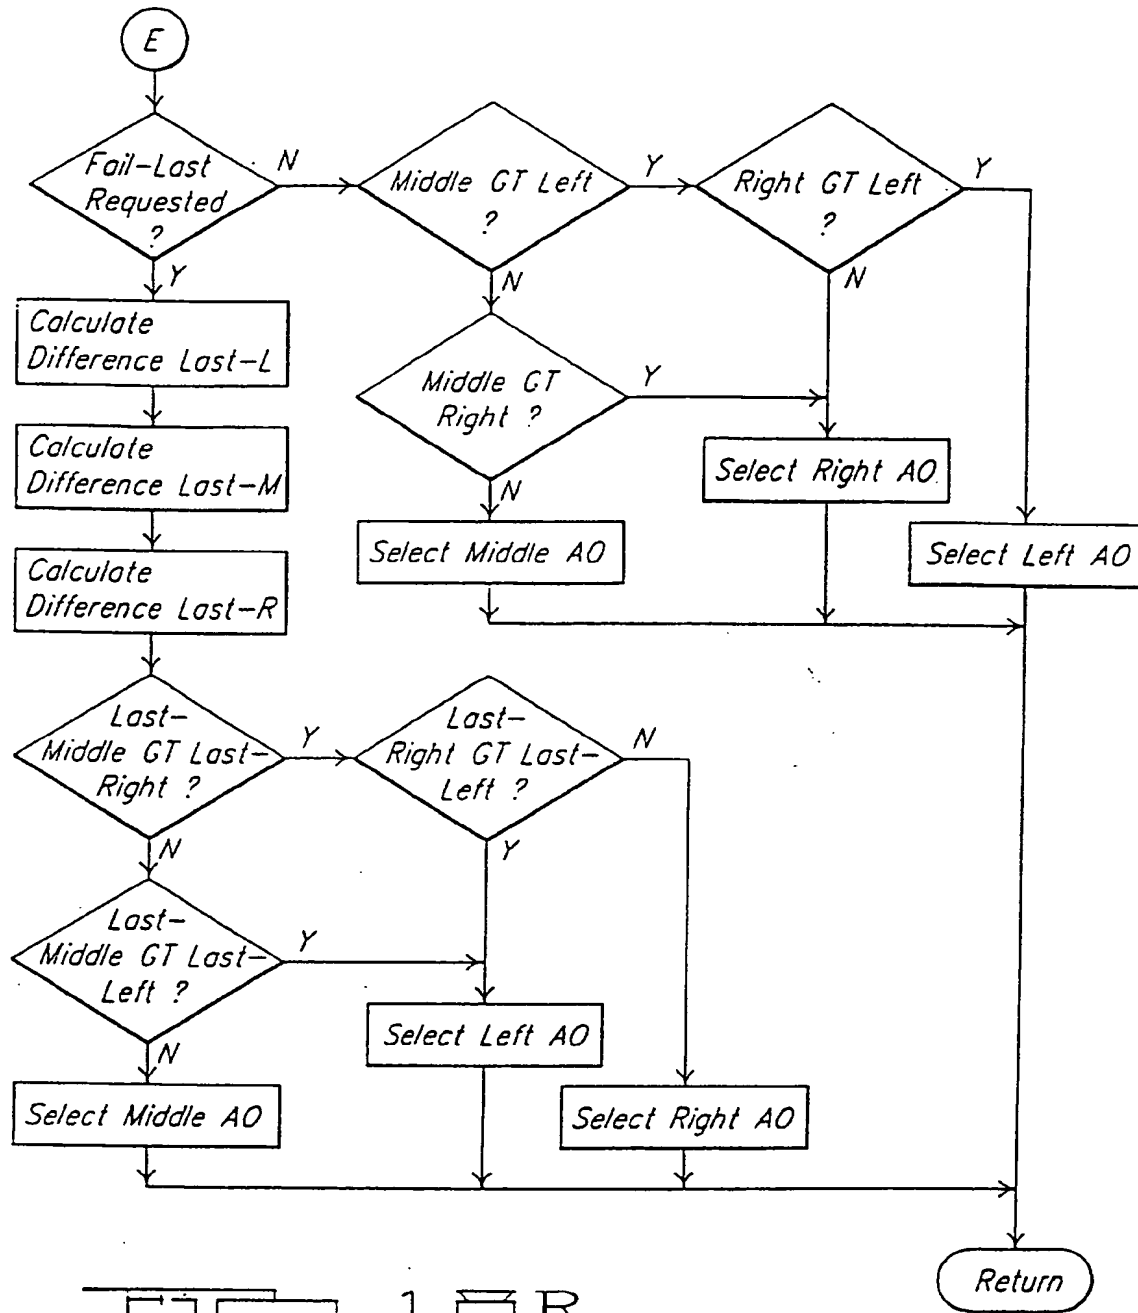 E
Fail-Last
Requested
?
N
Y
Middle GT Left
?
Y
N
Right GT Left
?
Y
N
Calculate
Difference Last-L
Calculate
Difference Last-M
Calculate
Difference Last-R
Middle GT
Right ?
Y
N
Select Right AO
Select Middle AO
Select Left AO
Last-
Middle GT Last-
Right ?
Y
N
Last-
Right GT Last-
Left ?
N
Y
Last-
Middle GT Last-
Left ?
Y
N
Select Left AO
Select Middle AO
Select Right AO
Return